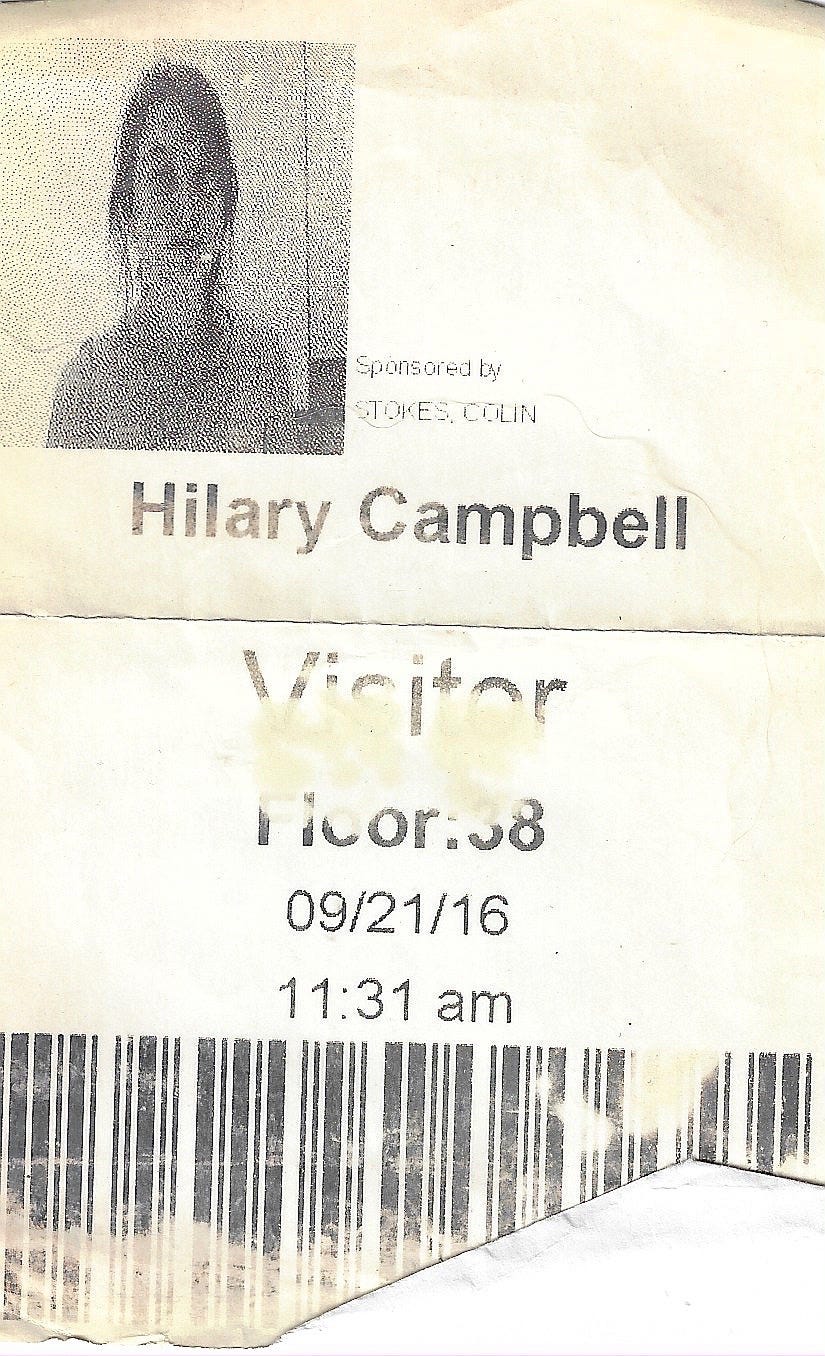 Sponsored by
STOKES, COLIN
Hilary Campbell
Visitor
Floor:38
09/21/16
11:31 am